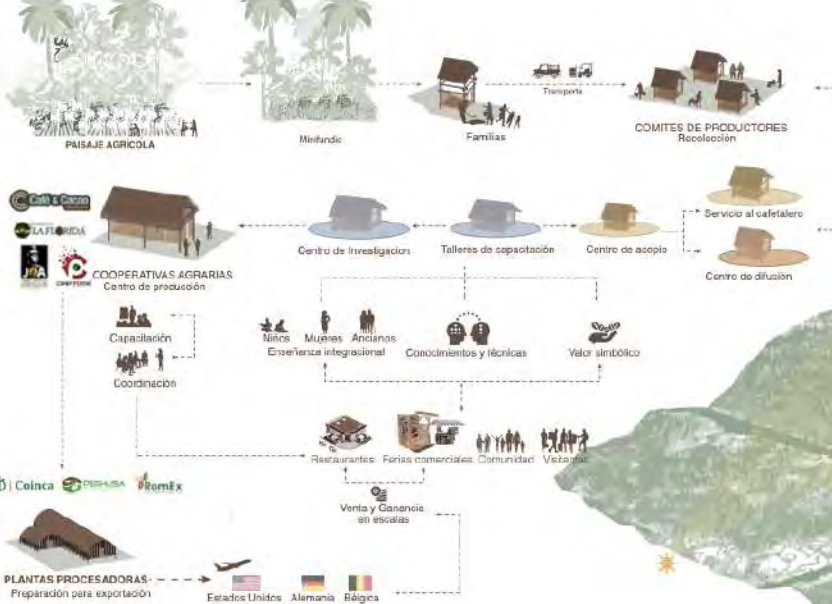 PAISAJE AGRÍCOLA
Minifundio
Familias
Transporte
COMITES DE PRODUCTORES
Recolección
Café & Cacao
LA FLORIDA
COOPERATIVAS AGRARIAS
Centro de producción
Centro de Investigacion
Talleres de capacitación
Centro de acopio
Servicio al cafetalero
Centro de difusión
Capacitación
Coordinación
Niños Mujeres Ancianos
Enseñanza integracional
Conocimientos y técnicas
Valor simbólico
Restaurantes Ferias comerciales Comunidad Visitantes
Venta y Ganancia
en escalas
Coinca PERHUSA RomEx
PLANTAS PROCESADORAS
Preparación para exportación
Estados Unidos Alemania Bélgica